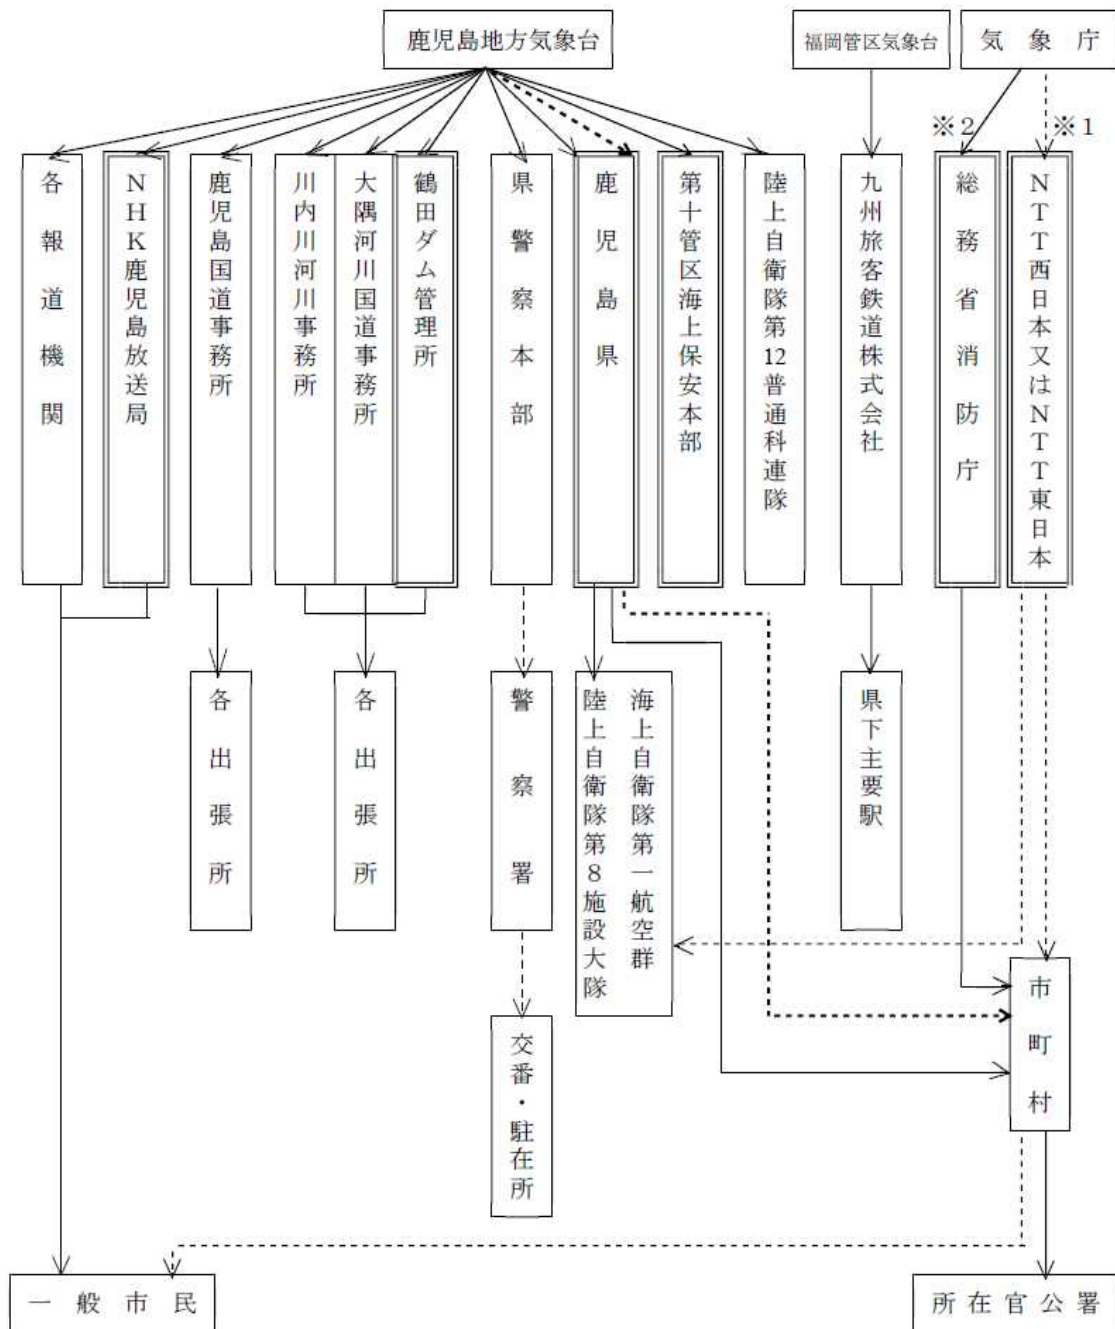 鹿児島地方気象台
福岡管区気象台
気象庁
※2
※1
各報道機関
NHK鹿児島放送局
鹿児島国道事務所
川内川河川事務所
大隅河川国道事務所
鶴田ダム管理所
県警察本部
鹿児島県
第十管区海上保安本部
陸上自衛隊第12普通科連隊
九州旅客鉄道株式会社
総務省消防庁
NTT西日本又はNTT東日本
各出張所
各出張所
警察署
海上自衛隊第一航空群
陸上自衛隊第8施設大隊
県下主要駅
市町村
交番・駐在所
一般市民
所在官公署